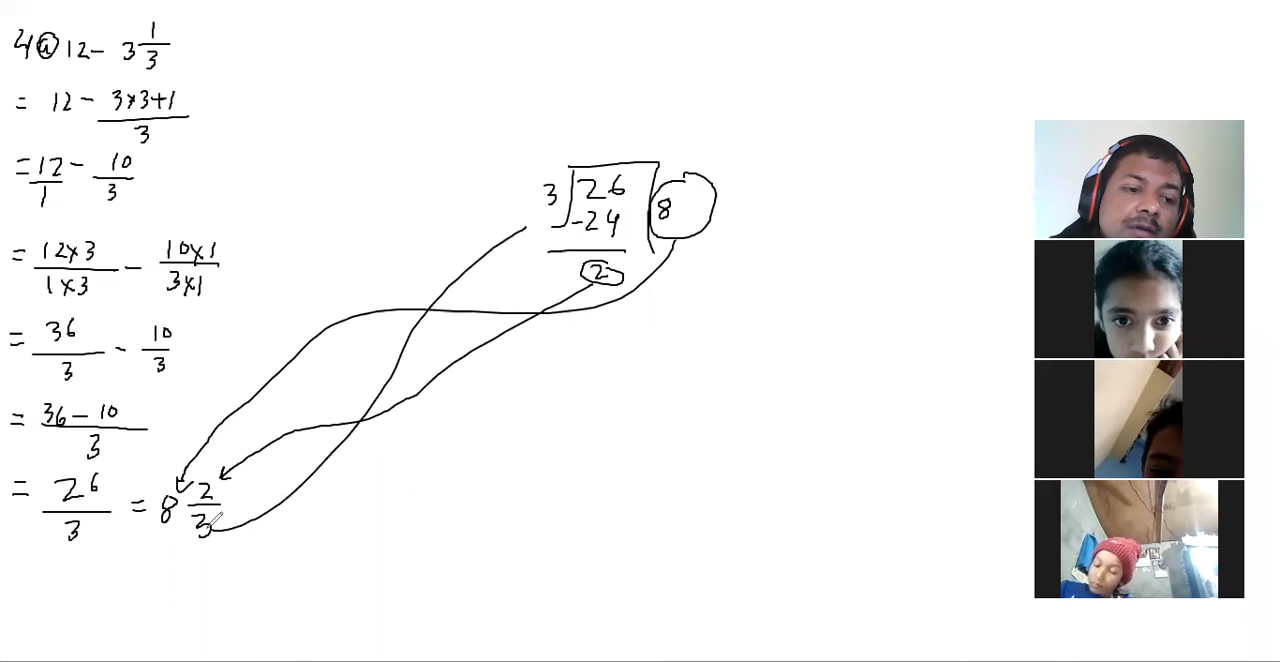 4 a 12 - 3 1/3
= 12 - 3×3+1/3
= 12/1 - 10/3
= 12×3/1×3 - 10×1/3×1
= 36/3 - 10/3
= 36-10/3
= 26/3 = 8 2/3
3 26 8
-24
2